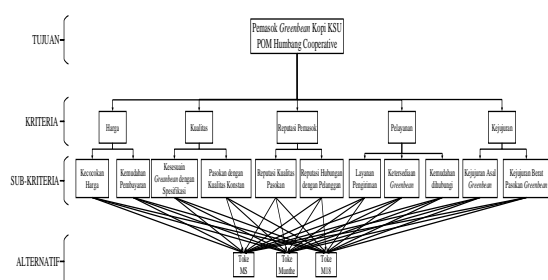 TUJUAN
Pemasok Greenbean Kopi KSU
POM Humbang Cooperative
KRITERIA
Harga
Kualitas
Reputasi Pemasok
Pelayanan
Kejujuran
SUB-KRITERIA
Kecocokan
Harga
Kemudahan
Pembayaran
Kesesuain
Greenbean dengan
Spesifikasi
Pasokan dengan
Kualitas Konstan
Reputasi Kualitas
Pasokan
Reputasi Hubungan
dengan Pelanggan
Layanan
Pengiriman
Ketersediaan
Greenbean
Kemudahan
dihubungi
Kejujuran Asal
Greenbean
Kejujuran Berat
Pasokan Greenbean
ALTERNATIF
Toke
MS
Toke
Munthe
Toke
M18